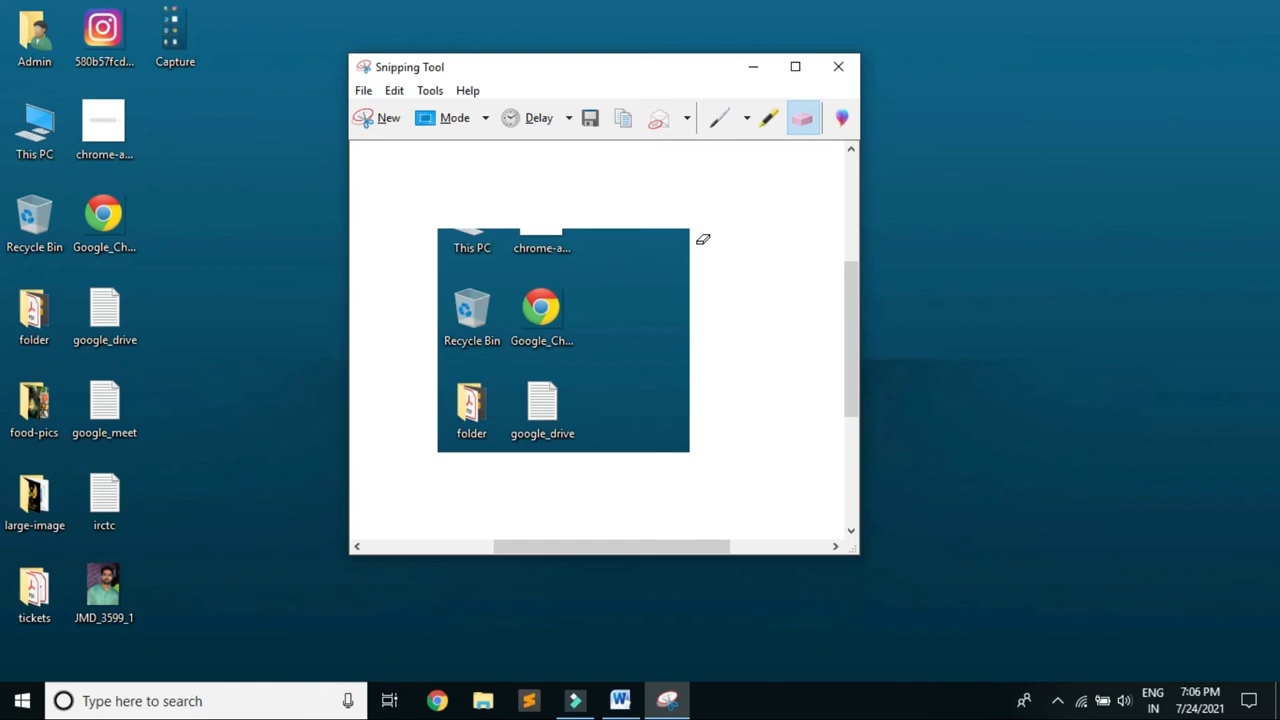 Admin
580b57fcd...
Capture
This PC
chrome-a...
Recycle Bin
Google_Ch...
folder
google_drive
food-pics
google_meet
large-image
irctc
tickets
JMD_3599_1
Snipping Tool
File Edit Tools Help
New Mode Delay
This PC
chrome-a...
Recycle Bin
Google_Ch...
folder
google_drive
Type here to search
ENG
IN
7:06 PM
7/24/2021